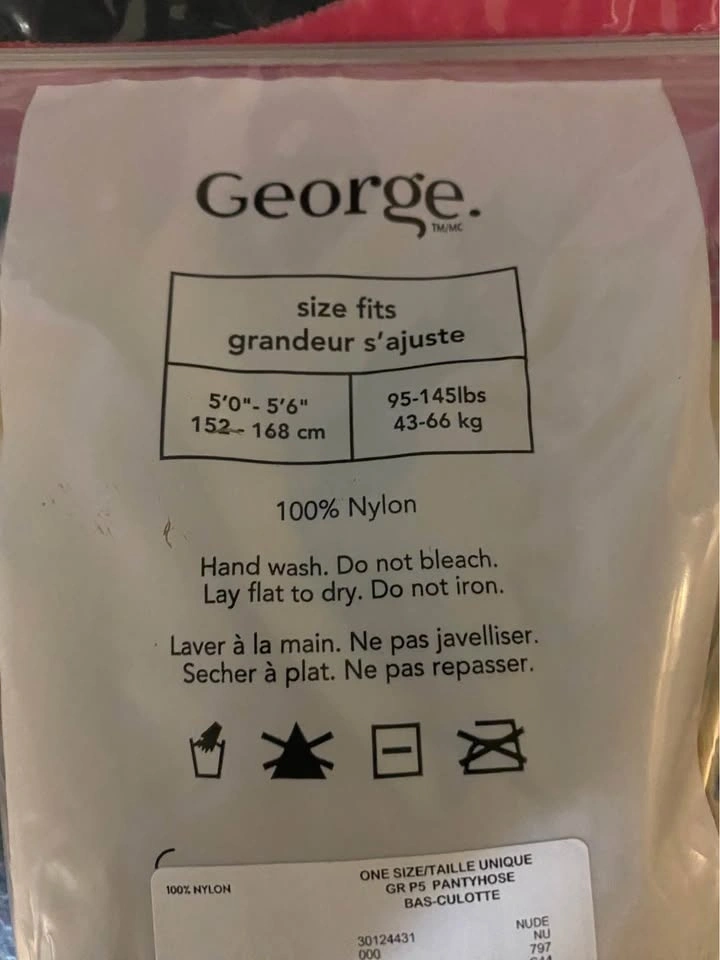 George.
TM/MC
size fits
grandeur s'ajuste
5'0"- 5'6"
152 - 168 cm
95-145lbs
43-66 kg
100% Nylon
Hand wash. Do not bleach.
Lay flat to dry. Do not iron.
Laver à la main. Ne pas javelliser.
Secher à plat. Ne pas repasser.
100% NYLON
ONE SIZE/TAILLE UNIQUE
GR P5 PANTYHOSE
BAS-CULOTTE
30124431
000
NUDE
NU
797